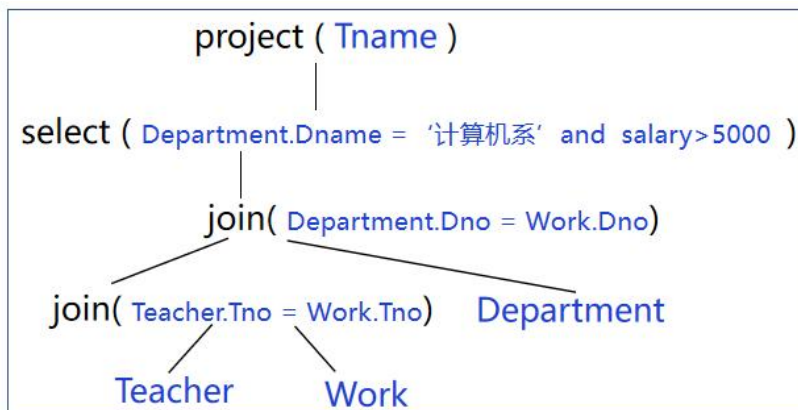 project ( Tname )
select ( Department.Dname = ‘计算机系’ and salary>5000 )
join( Department.Dno = Work.Dno)
join( Teacher.Tno = Work.Tno) Department
Teacher Work